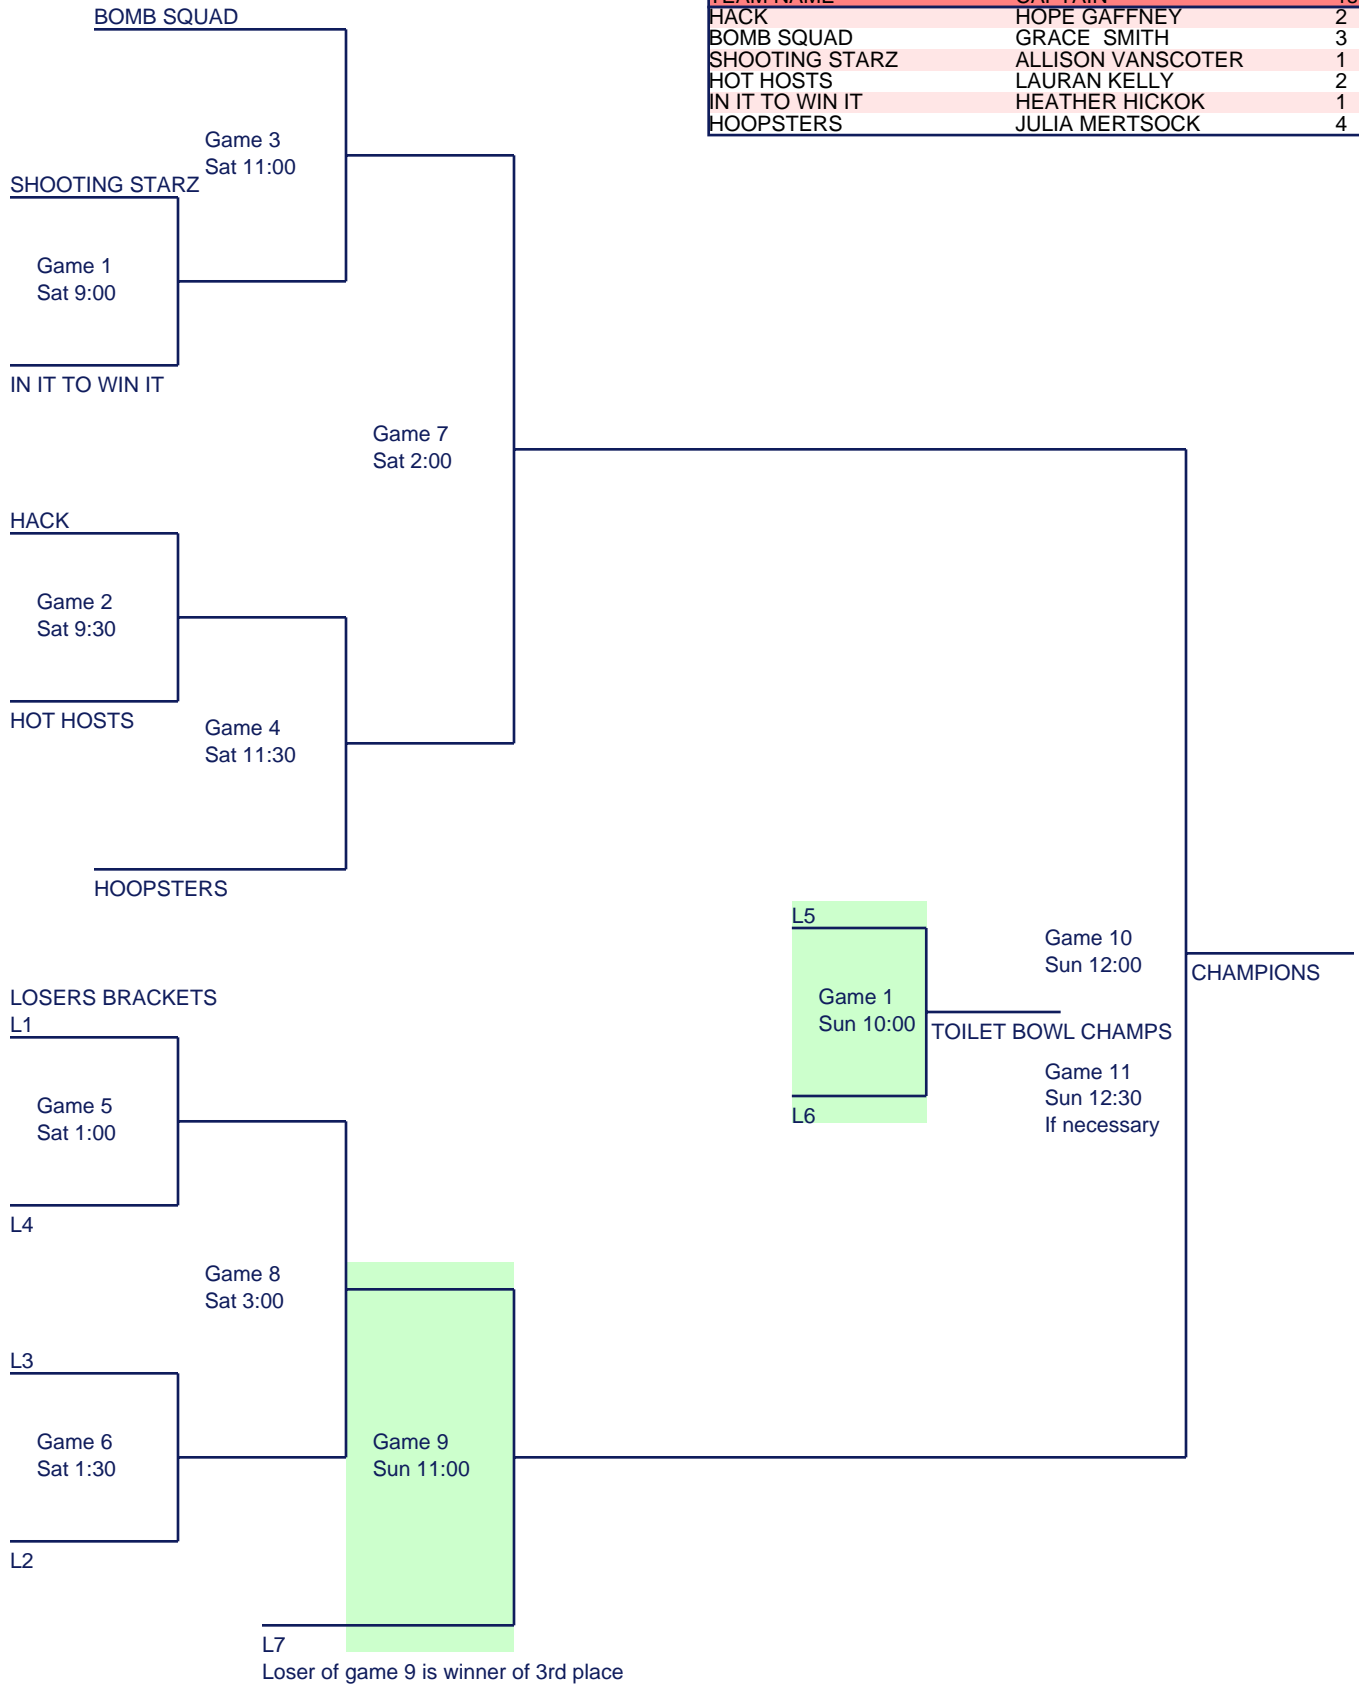 BOMB SQUAD
HACK HOPE GAFFNEY 2
BOMB SQUAD GRACE  SMITH 3
SHOOTING STARZ ALLISON VANSCOTER 1
HOT HOSTS LAURAN KELLY 2
IN IT TO WIN IT HEATHER HICKOK 1
HOOPSTERS JULIA MERTSOCK 4
Game 3
Sat 11:00
SHOOTING STARZ
Game 1
Sat 9:00
IN IT TO WIN IT
Game 7
Sat 2:00
HACK
Game 2
Sat 9:30
HOT HOSTS
Game 4
Sat 11:30
HOOPSTERS
L5
Game 10
Sun 12:00
CHAMPIONS
Game 1
Sun 10:00
TOILET BOWL CHAMPS
Game 11
Sun 12:30
If necessary
L6
LOSERS BRACKETS
L1
Game 5
Sat 1:00
L4
Game 8
Sat 3:00
L3
Game 6
Sat 1:30
Game 9
Sun 11:00
L2
L7
Loser of game 9 is winner of 3rd place